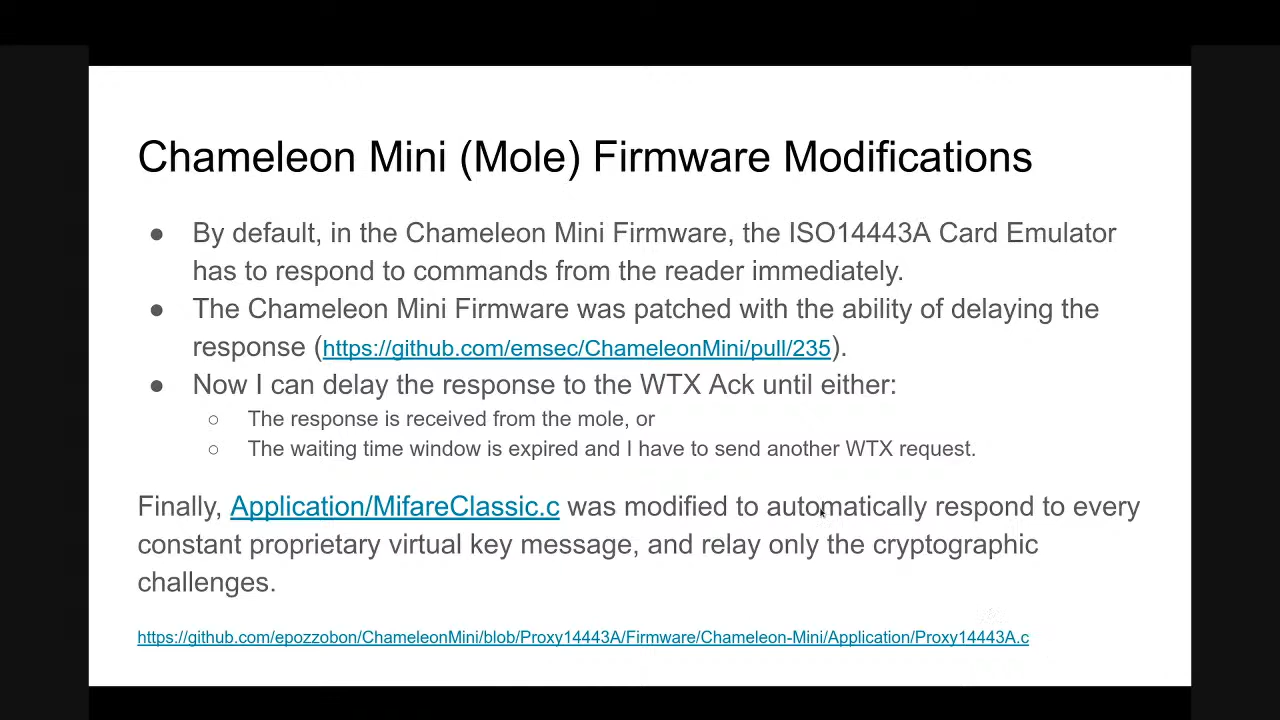 Chameleon Mini (Mole) Firmware Modifications
● By default, in the Chameleon Mini Firmware, the ISO14443A Card Emulator
has to respond to commands from the reader immediately.
● The Chameleon Mini Firmware was patched with the ability of delaying the
response (https://github.com/emsec/ChameleonMini/pull/235).
● Now I can delay the response to the WTX Ack until either:
○ The response is received from the mole, or
○ The waiting time window is expired and I have to send another WTX request.
Finally, Application/MifareClassic.c was modified to automatically respond to every
constant proprietary virtual key message, and relay only the cryptographic
challenges.
https://github.com/epozzobon/ChameleonMini/blob/Proxy14443A/Firmware/Chameleon-Mini/Application/Proxy14443A.c